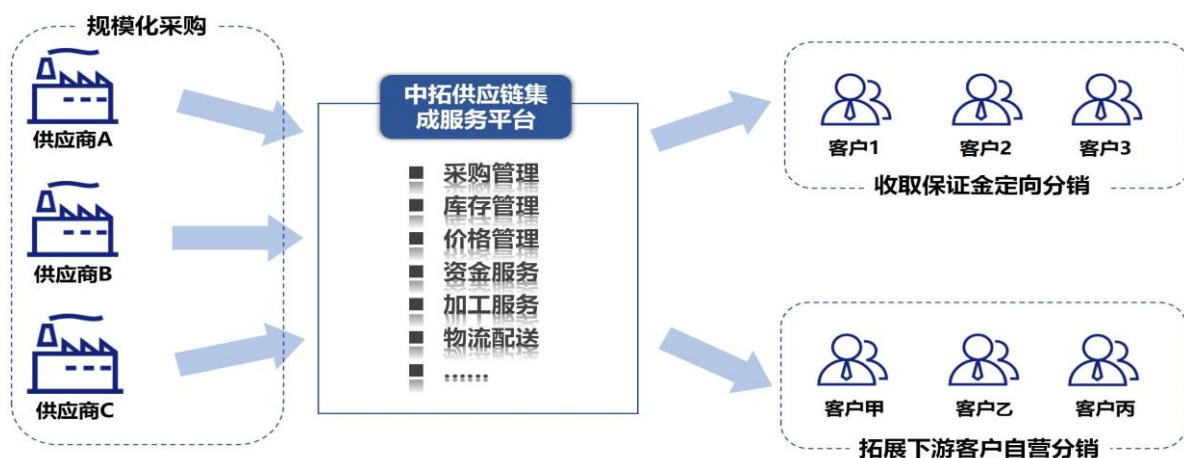 规模化采购
供应商A
供应商B
供应商C
中拓供应链集
成服务平台
■ 采购管理
■ 库存管理
■ 价格管理
■ 资金服务
■ 加工服务
■ 物流配送
■ ……
客户1
客户2
客户3
收取保证金定向分销
客户甲
客户乙
客户丙
拓展下游客户自营分销